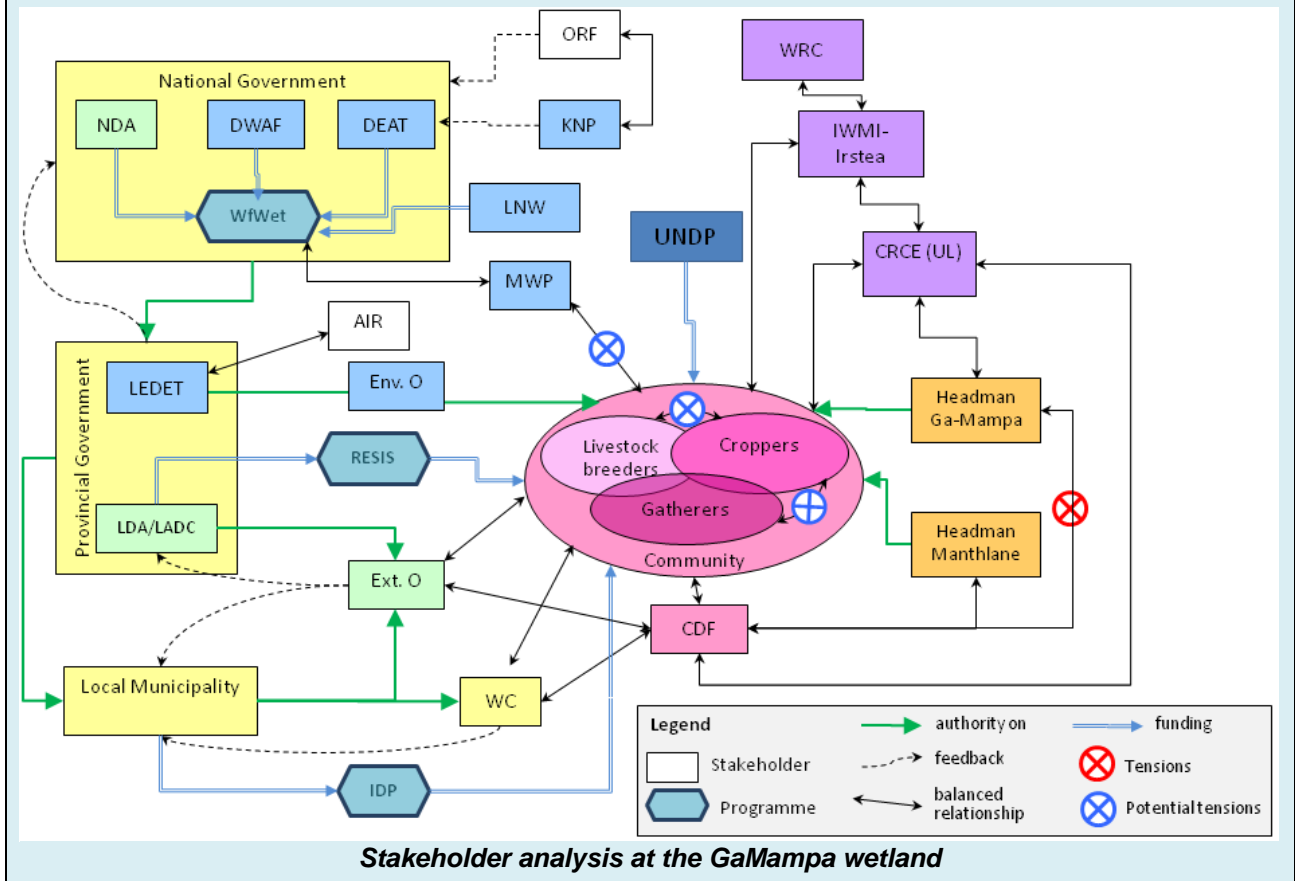 ORF
WRC
National Government
NDA
DWAF
DEAT
KNP
IWMI-
Irstea
WfWet
LNW
UNDP
CRCE (UL)
MWP
AIR
Provincial Government
LEDET
Env. O
Headman
Ga-Mampa
Livestock
breeders
Croppers
RESIS
Gatherers
LDA/LADC
Headman
Manthlane
Community
Ext. O
CDF
Local Municipality
WC
IDP
Legend
authority on
funding
Stakeholder
feedback
Tensions
Programme
balanced
relationship
Potential tensions
Stakeholder analysis at the GaMampa wetland